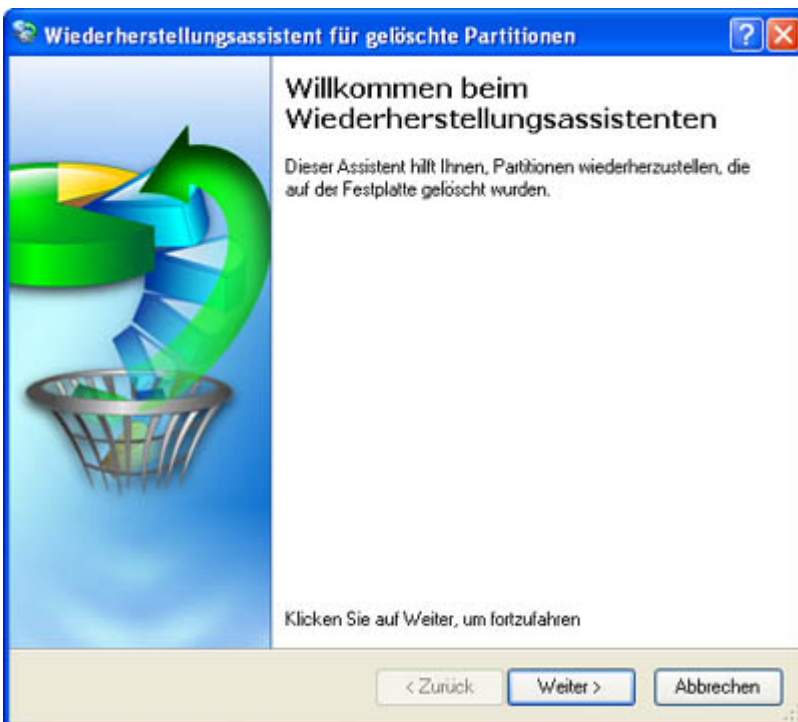 Wiederherstellungsassistent für gelöschte Partitionen
Willkommen beim
Wiederherstellungsassistenten
Dieser Assistent hilft Ihnen, Partitionen wiederherzustellen, die
auf der Festplatte gelöscht wurden.
Klicken Sie auf Weiter, um fortzufahren
< Zurück Weiter > Abbrechen